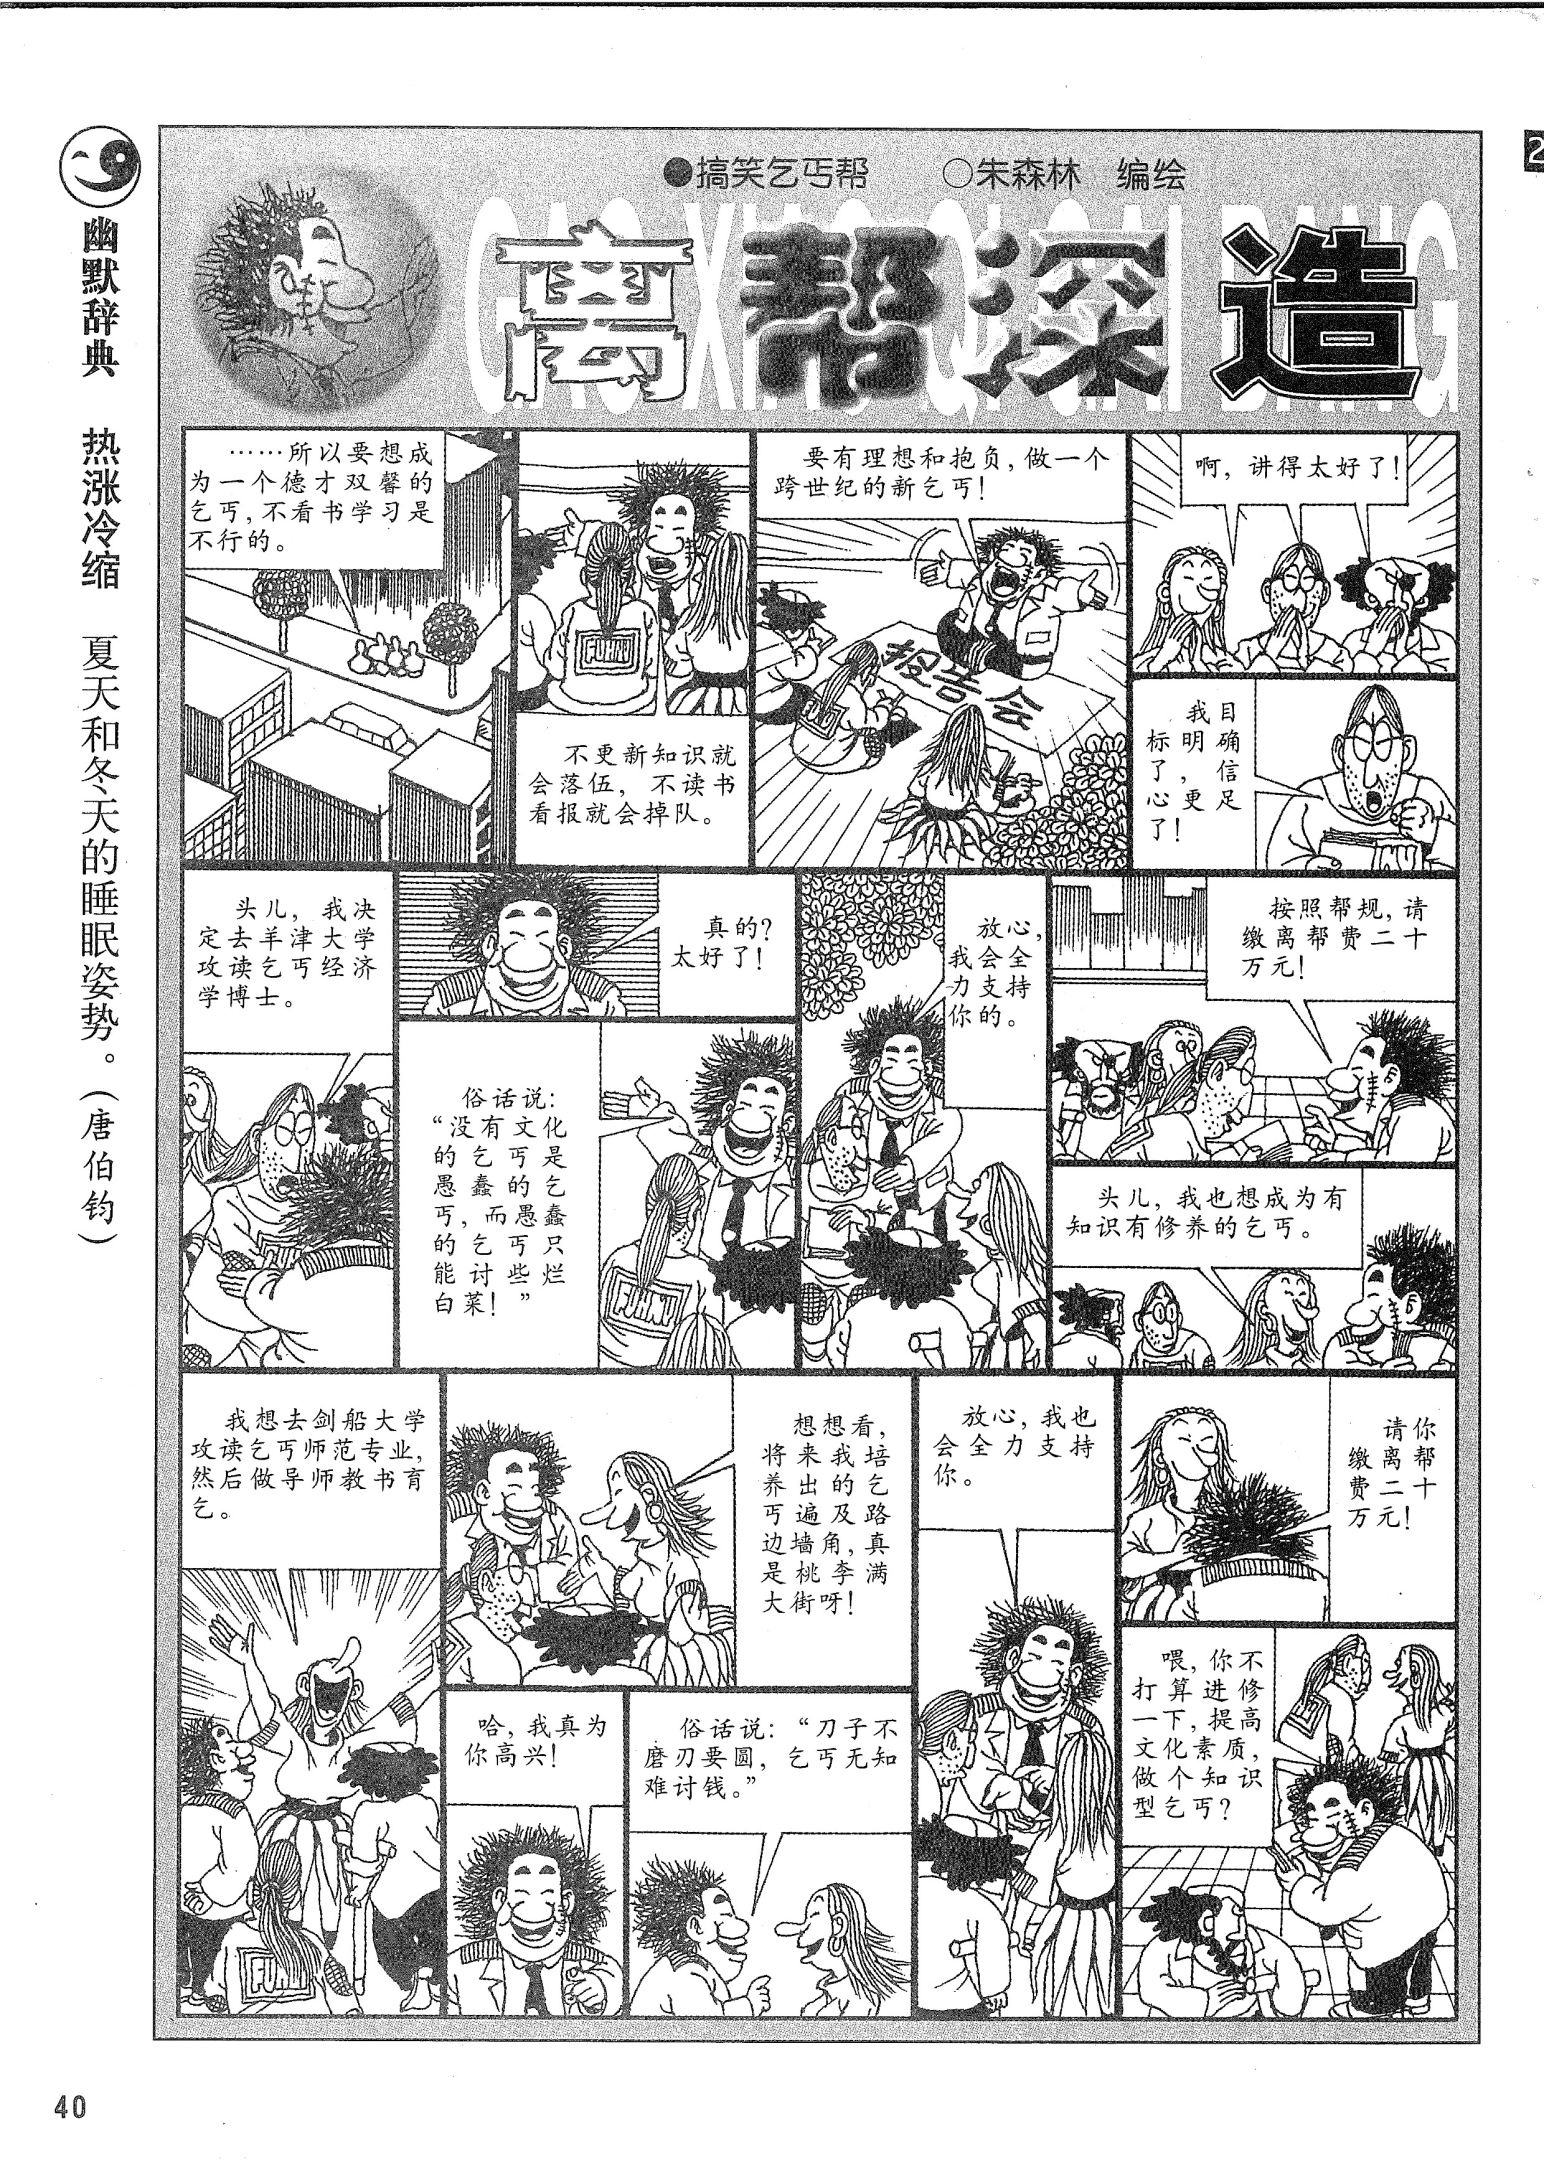 ●搞笑乞丐帮 ○朱森林 编绘
GAO XIAO QI GAI BANG
离帮深造
……所以要想成
为一个德才双馨的
乞丐，不看书学习是
不行的。
不更新知识就
会落伍，不读书
看报就会掉队。
要有理想和抱负，做一个
跨世纪的新乞丐！
报告会
啊，讲得太好了！
我目
标明确
了，信
心更足
了！
头儿，我决
定去羊津大学
攻读乞丐经济
学博士。
真的？
太好了！
俗话说：
“没有文化
的乞丐是
愚蠢的乞
丐，而愚蠢
的乞丐只
能讨些烂
白菜！”
放心，
我会全
力支持
你的。
按照帮规，请
缴离帮费二十
万元！
头儿，我也想成为有
知识有修养的乞丐。
我想去剑船大学
攻读乞丐师范专业，
然后做导师教书育
乞。
想想看，
将来我培
养出的乞
丐遍及路
边墙角，真
是桃李满
大街呀！
哈，我真为
你高兴！
俗话说：“刀子不
磨刃要圆，乞丐无知
难讨钱。”
放心，我也
会全力支持
你。
请你
缴离帮
费二十
万元！
喂，你不
打算进修
一下，提高
文化素质，
做个知识
型乞丐？
幽默辞典 热涨冷缩 夏天和冬天的睡眠姿势。（唐伯钧）
40
2